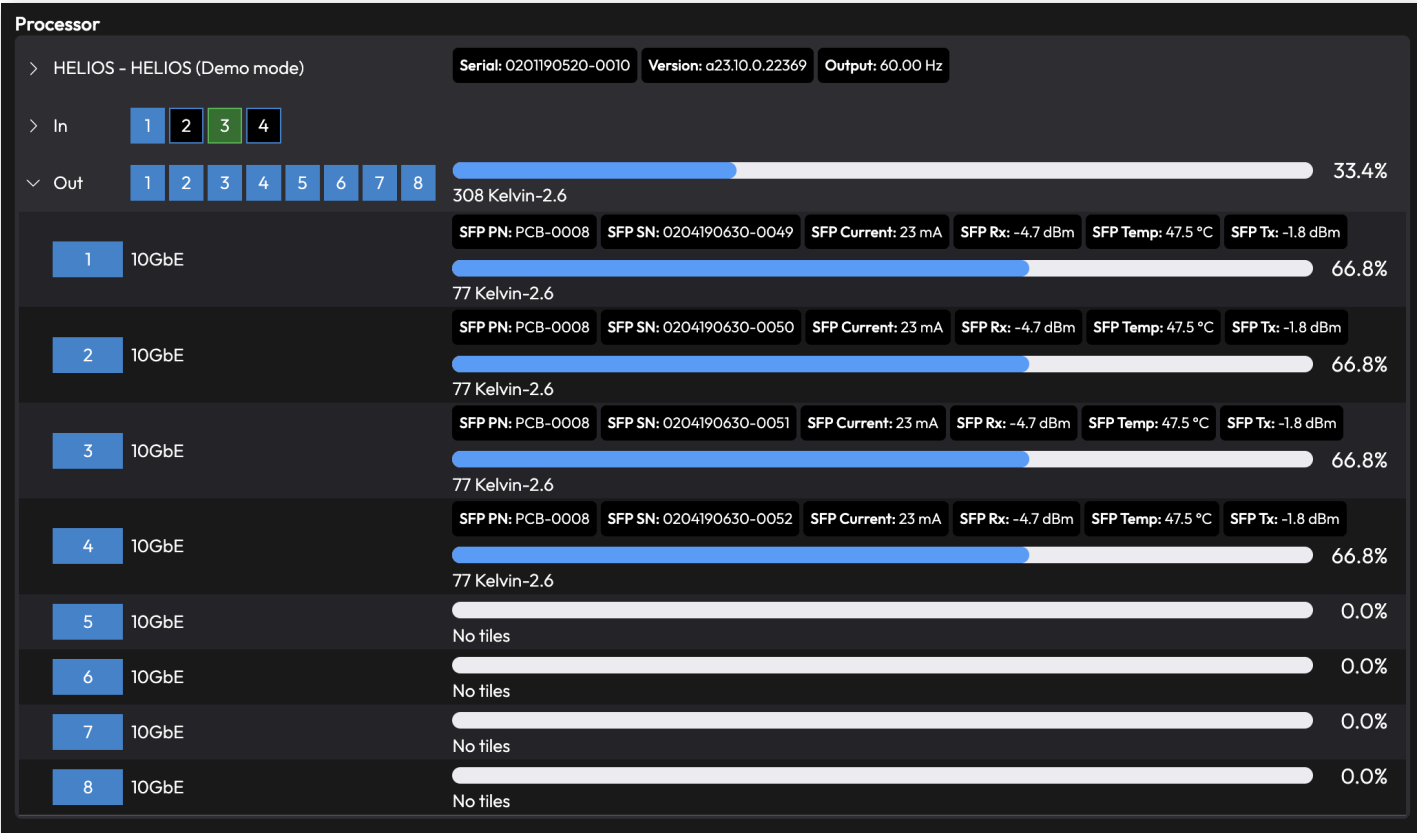 Processor
HELIOS - HELIOS (Demo mode) Serial: 0201190520-0010 Version: a23.10.0.22369 Output: 60.00 Hz
In 1 2 3 4
Out 1 2 3 4 5 6 7 8 33.4%
308 Kelvin-2.6
SFP PN: PCB-0008 SFP SN: 0204190630-0049 SFP Current: 23 mA SFP Rx: -4.7 dBm SFP Temp: 47.5 °C SFP Tx: -1.8 dBm
1 10GbE 66.8%
77 Kelvin-2.6
SFP PN: PCB-0008 SFP SN: 0204190630-0050 SFP Current: 23 mA SFP Rx: -4.7 dBm SFP Temp: 47.5 °C SFP Tx: -1.8 dBm
2 10GbE 66.8%
77 Kelvin-2.6
SFP PN: PCB-0008 SFP SN: 0204190630-0051 SFP Current: 23 mA SFP Rx: -4.7 dBm SFP Temp: 47.5 °C SFP Tx: -1.8 dBm
3 10GbE 66.8%
77 Kelvin-2.6
SFP PN: PCB-0008 SFP SN: 0204190630-0052 SFP Current: 23 mA SFP Rx: -4.7 dBm SFP Temp: 47.5 °C SFP Tx: -1.8 dBm
4 10GbE 66.8%
77 Kelvin-2.6
5 10GbE 0.0%
No tiles
6 10GbE 0.0%
No tiles
7 10GbE 0.0%
No tiles
8 10GbE 0.0%
No tiles